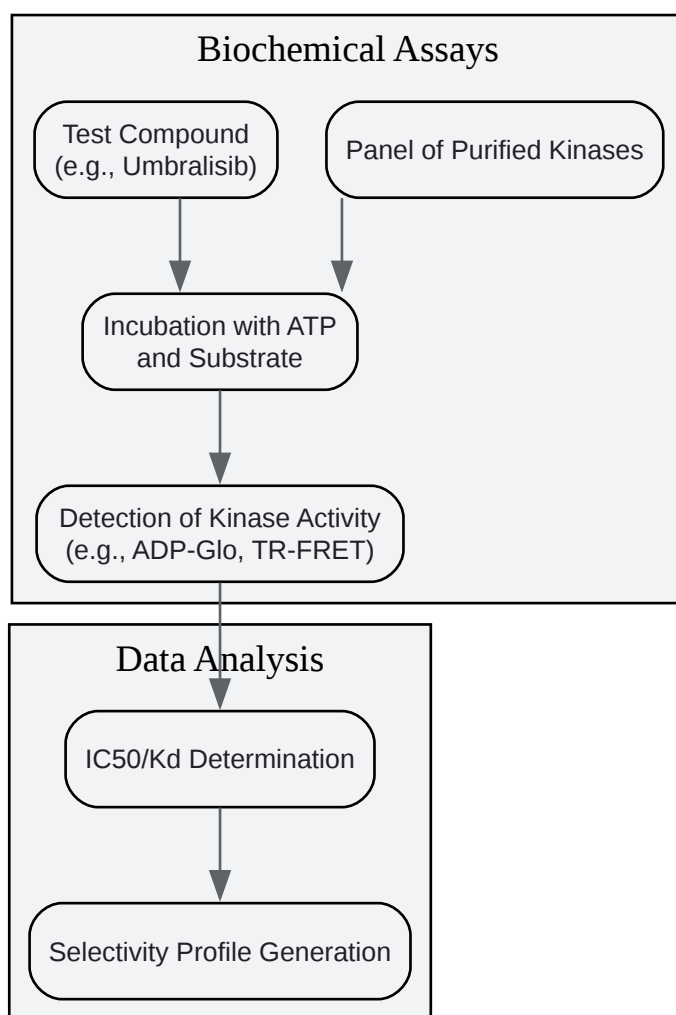 Biochemical Assays
Test Compound
(e.g., Umbralisib)
Panel of Purified Kinases
Incubation with ATP
and Substrate
Detection of Kinase Activity
(e.g., ADP-Glo, TR-FRET)
Data Analysis
IC50/Kd Determination
Selectivity Profile Generation